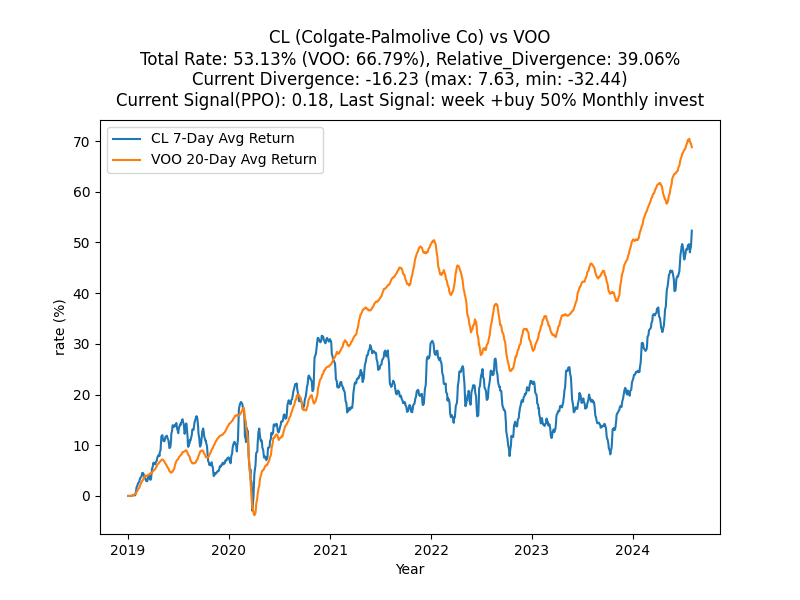 CL (Colgate-Palmolive Co) vs VOO
Total Rate: 53.13% (VOO: 66.79%), Relative_Divergence: 39.06%
Current Divergence: -16.23 (max: 7.63, min: -32.44)
Current Signal(PPO): 0.18, Last Signal: week +buy 50% Monthly invest
CL 7-Day Avg Return
VOO 20-Day Avg Return
70
60
50
40
30
20
10
0
rate (%)
2019
2020
2021
2022
2023
2024
Year